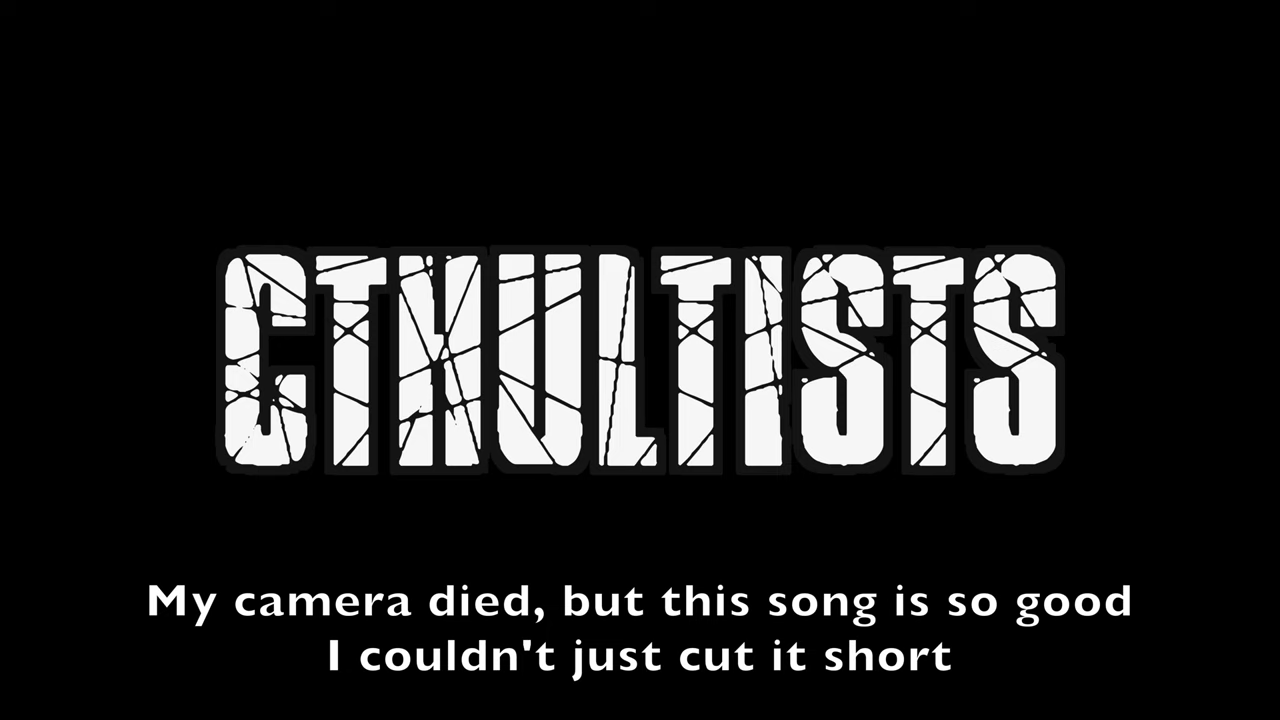 CTHULTISTS
My camera died, but this song is so good
I couldn't just cut it short